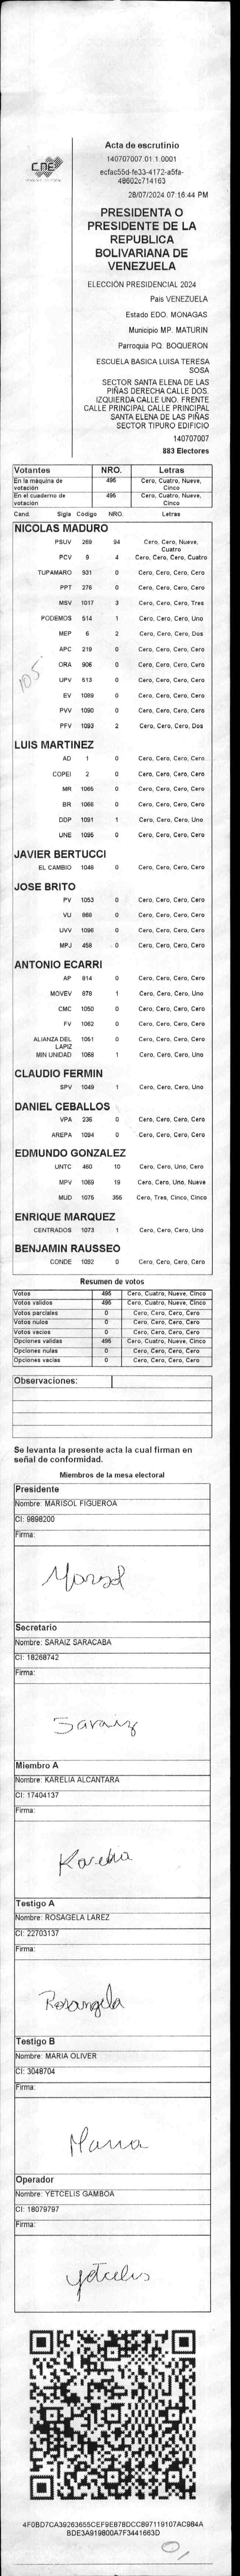 CNE
Acta de escrutinio
140707007.01.1.0001
ecfac55d-fe33-4172-a5fa-
48602c714163
28/07/2024 07:16:44 PM
PRESIDENTA O
PRESIDENTE DE LA
REPUBLICA
BOLIVARIANA DE
VENEZUELA
ELECCIÓN PRESIDENCIAL 2024
Pais VENEZUELA
Estado EDO. MONAGAS
Municipio MP. MATURIN
Parroquia PQ. BOQUERON
ESCUELA BASICA LUISA TERESA
SOSA
SECTOR SANTA ELENA DE LAS
PIÑAS DERECHA CALLE DOS.
IZQUIERDA CALLE UNO. FRENTE
CALLE PRINCIPAL CALLE PRINCIPAL
SANTA ELENA DE LAS PIÑAS
SECTOR TIPURO EDIFICIO
140707007
883 Electores
Votantes NRO. Letras
En la máquina de votación 495 Cero, Cuatro, Nueve, Cinco
En el cuaderno de votación 495 Cero, Cuatro, Nueve, Cinco
Cand. Sigla Codigo NRO. Letras
NICOLAS MADURO
PSUV 269 94 Cero, Cero, Nueve, Cuatro
PCV 9 4 Cero, Cero, Cero, Cuatro
TUPAMARO 931 0 Cero, Cero, Cero, Cero
PPT 276 0 Cero, Cero, Cero, Cero
MSV 1017 3 Cero, Cero, Cero, Tres
PODEMOS 514 1 Cero, Cero, Cero, Uno
MEP 6 2 Cero, Cero, Cero, Dos
APC 219 0 Cero, Cero, Cero, Cero
ORA 906 0 Cero, Cero, Cero, Cero
105
UPV 513 0 Cero, Cero, Cero, Cero
EV 1089 0 Cero, Cero, Cero, Cero
PVV 1090 0 Cero, Cero, Cero, Cero
PFV 1093 2 Cero, Cero, Cero, Dos
LUIS MARTINEZ
AD 1 0 Cero, Cero, Cero, Cero
COPEI 2 0 Cero, Cero, Cero, Cero
MR 1065 0 Cero, Cero, Cero, Cero
BR 1066 0 Cero, Cero, Cero, Cero
DDP 1091 1 Cero, Cero, Cero, Uno
UNE 1095 0 Cero, Cero, Cero, Cero
JAVIER BERTUCCI
EL CAMBIO 1046 0 Cero, Cero, Cero, Cero
JOSE BRITO
PV 1053 0 Cero, Cero, Cero, Cero
VU 868 0 Cero, Cero, Cero, Cero
UVV 1096 0 Cero, Cero, Cero, Cero
MPJ 458 0 Cero, Cero, Cero, Cero
ANTONIO ECARRI
AP 814 0 Cero, Cero, Cero, Cero
MOVEV 878 1 Cero, Cero, Cero, Uno
CMC 1050 0 Cero, Cero, Cero, Cero
FV 1062 0 Cero, Cero, Cero, Cero
ALIANZA DEL LAPIZ 1051 0 Cero, Cero, Cero, Cero
MIN UNIDAD 1068 1 Cero, Cero, Cero, Uno
CLAUDIO FERMIN
SPV 1049 1 Cero, Cero, Cero, Uno
DANIEL CEBALLOS
VPA 236 0 Cero, Cero, Cero, Cero
AREPA 1094 0 Cero, Cero, Cero, Cero
EDMUNDO GONZALEZ
UNTC 460 10 Cero, Cero, Uno, Cero
MPV 1069 19 Cero, Cero, Uno, Nueve
MUD 1075 355 Cero, Tres, Cinco, Cinco
ENRIQUE MARQUEZ
CENTRADOS 1073 1 Cero, Cero, Cero, Uno
BENJAMIN RAUSSEO
CONDE 1092 0 Cero, Cero, Cero, Cero
Resumen de votos
Votos 495 Cero, Cuatro, Nueve, Cinco
Votos validos 495 Cero, Cuatro, Nueve, Cinco
Votos parciales 0 Cero, Cero, Cero, Cero
Votos nulos 0 Cero, Cero, Cero, Cero
Votos vacios 0 Cero, Cero, Cero, Cero
Opciones validas 495 Cero, Cuatro, Nueve, Cinco
Opciones nulas 0 Cero, Cero, Cero, Cero
Opciones vacias 0 Cero, Cero, Cero, Cero
Observaciones:
Se levanta la presente acta la cual firman en
señal de conformidad.
Miembros de la mesa electoral
Presidente
Nombre: MARISOL FIGUEROA
CI: 9898200
Firma:
Marsol
Secretario
Nombre: SARAIZ SARACABA
CI: 18268742
Firma:
Saraiz
Miembro A
Nombre: KARELIA ALCANTARA
CI: 17404137
Firma:
Karelia
Testigo A
Nombre: ROSAGELA LAREZ
CI: 22703137
Firma:
Rosangela
Testigo B
Nombre: MARIA OLIVER
CI: 3048704
Firma:
Maria
Operador
Nombre: YETCELIS GAMBOA
CI: 18079797
Firma:
yetcelis
4F0BD7CA39263655CEF9E878DCC897119107AC984A
BDE3A919800A7F3441663D